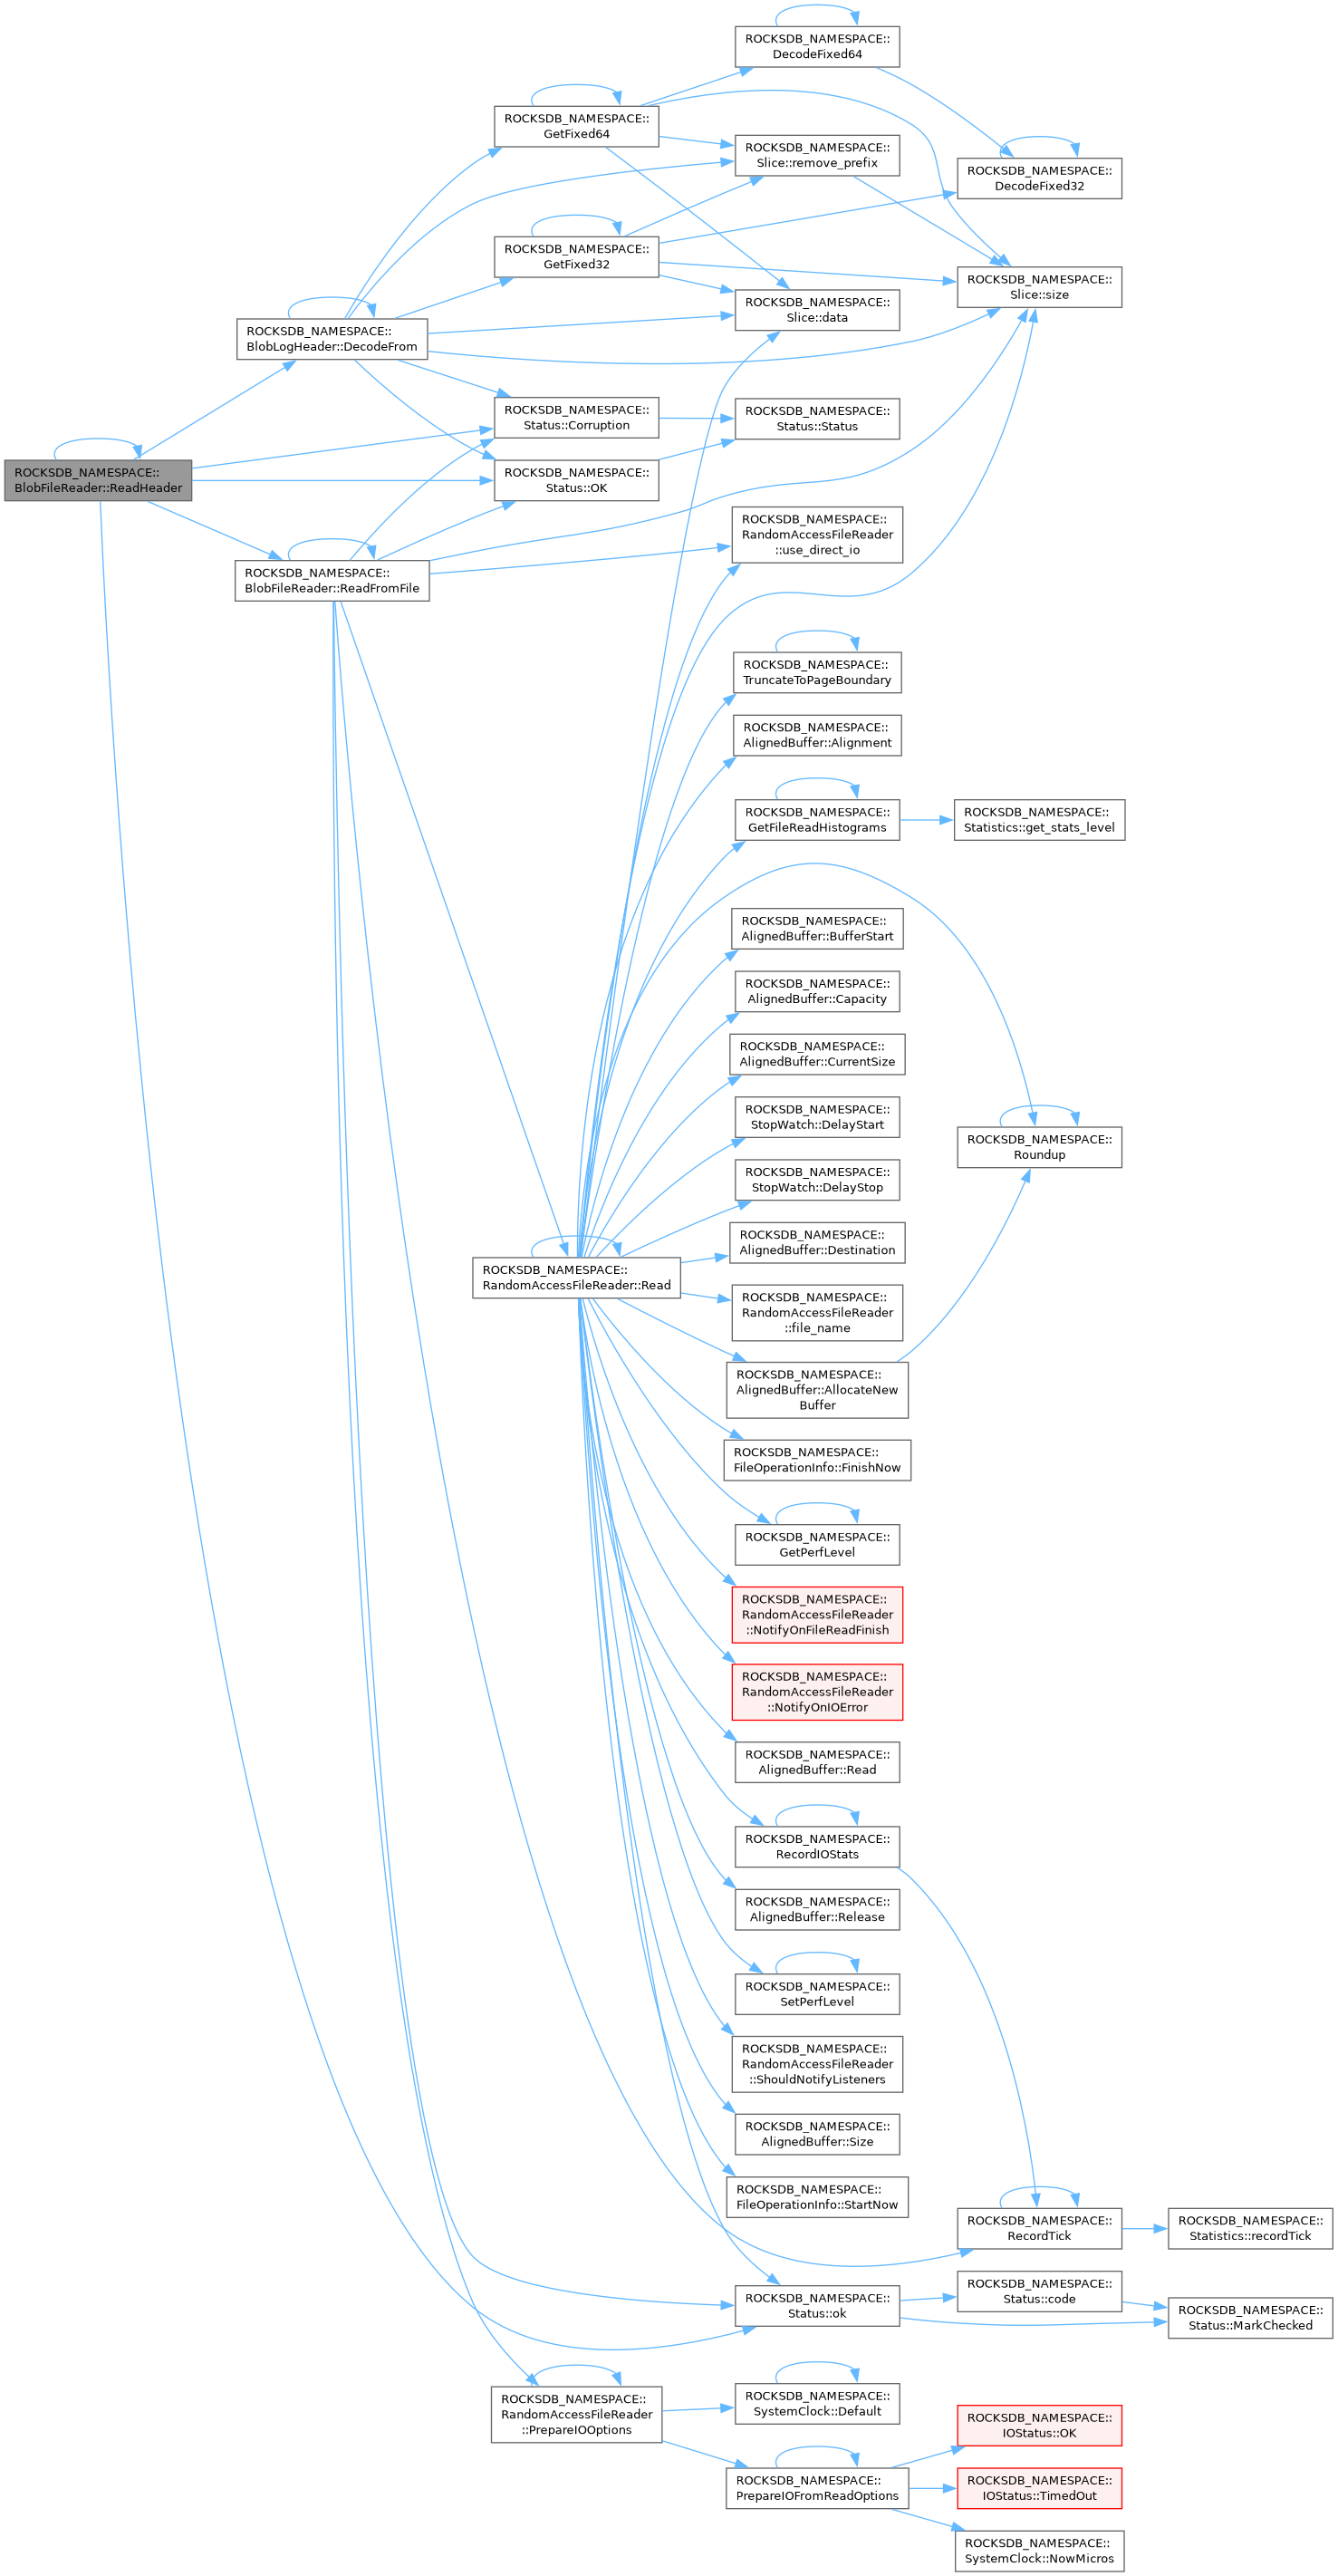 ROCKSDB_NAMESPACE::
DecodeFixed64
ROCKSDB_NAMESPACE::
GetFixed64
ROCKSDB_NAMESPACE::
Slice::remove_prefix
ROCKSDB_NAMESPACE::
DecodeFixed32
ROCKSDB_NAMESPACE::
GetFixed32
ROCKSDB_NAMESPACE::
Slice::size
ROCKSDB_NAMESPACE::
Slice::data
ROCKSDB_NAMESPACE::
BlobLogHeader::DecodeFrom
ROCKSDB_NAMESPACE::
Status::Corruption
ROCKSDB_NAMESPACE::
Status::Status
ROCKSDB_NAMESPACE::
BlobFileReader::ReadHeader
ROCKSDB_NAMESPACE::
Status::OK
ROCKSDB_NAMESPACE::
RandomAccessFileReader
::use_direct_io
ROCKSDB_NAMESPACE::
BlobFileReader::ReadFromFile
ROCKSDB_NAMESPACE::
TruncateToPageBoundary
ROCKSDB_NAMESPACE::
AlignedBuffer::Alignment
ROCKSDB_NAMESPACE::
GetFileReadHistograms
ROCKSDB_NAMESPACE::
Statistics::get_stats_level
ROCKSDB_NAMESPACE::
AlignedBuffer::BufferStart
ROCKSDB_NAMESPACE::
AlignedBuffer::Capacity
ROCKSDB_NAMESPACE::
AlignedBuffer::CurrentSize
ROCKSDB_NAMESPACE::
StopWatch::DelayStart
ROCKSDB_NAMESPACE::
Roundup
ROCKSDB_NAMESPACE::
StopWatch::DelayStop
ROCKSDB_NAMESPACE::
AlignedBuffer::Destination
ROCKSDB_NAMESPACE::
RandomAccessFileReader::Read
ROCKSDB_NAMESPACE::
RandomAccessFileReader
::file_name
ROCKSDB_NAMESPACE::
AlignedBuffer::AllocateNew
Buffer
ROCKSDB_NAMESPACE::
FileOperationInfo::FinishNow
ROCKSDB_NAMESPACE::
GetPerfLevel
ROCKSDB_NAMESPACE::
RandomAccessFileReader
::NotifyOnFileReadFinish
ROCKSDB_NAMESPACE::
RandomAccessFileReader
::NotifyOnIOError
ROCKSDB_NAMESPACE::
AlignedBuffer::Read
ROCKSDB_NAMESPACE::
RecordIOStats
ROCKSDB_NAMESPACE::
AlignedBuffer::Release
ROCKSDB_NAMESPACE::
SetPerfLevel
ROCKSDB_NAMESPACE::
RandomAccessFileReader
::ShouldNotifyListeners
ROCKSDB_NAMESPACE::
AlignedBuffer::Size
ROCKSDB_NAMESPACE::
FileOperationInfo::StartNow
ROCKSDB_NAMESPACE::
RecordTick
ROCKSDB_NAMESPACE::
Statistics::recordTick
ROCKSDB_NAMESPACE::
Status::ok
ROCKSDB_NAMESPACE::
Status::code
ROCKSDB_NAMESPACE::
Status::MarkChecked
ROCKSDB_NAMESPACE::
RandomAccessFileReader
::PrepareIOOptions
ROCKSDB_NAMESPACE::
SystemClock::Default
ROCKSDB_NAMESPACE::
IOStatus::OK
ROCKSDB_NAMESPACE::
PrepareIOFromReadOptions
ROCKSDB_NAMESPACE::
IOStatus::TimedOut
ROCKSDB_NAMESPACE::
SystemClock::NowMicros